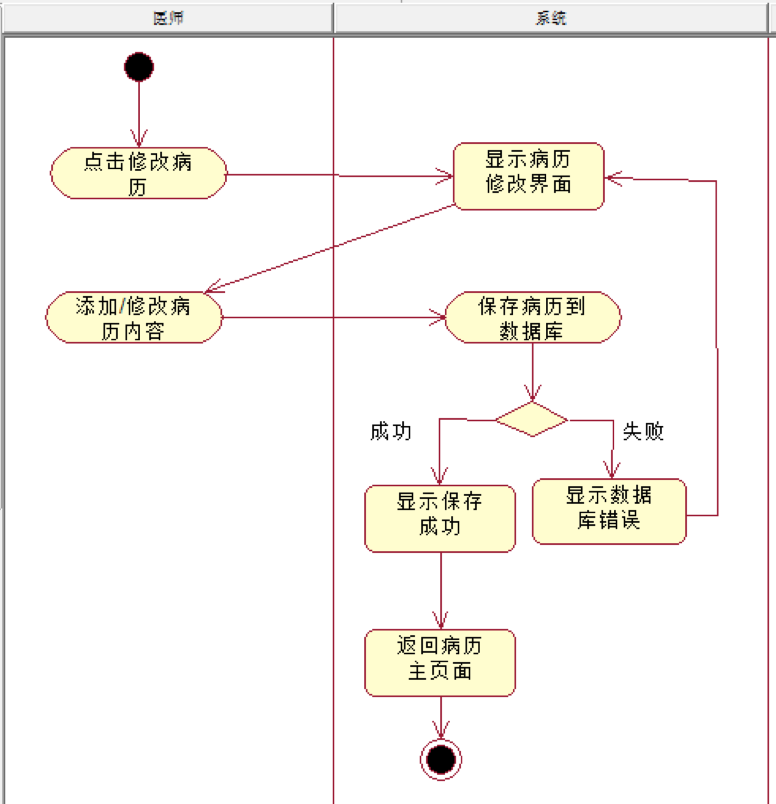 医师
系统
点击修改病
历
显示病历
修改界面
添加/修改病
历内容
保存病历到
数据库
成功
失败
显示保存
成功
显示数据
库错误
返回病历
主页面